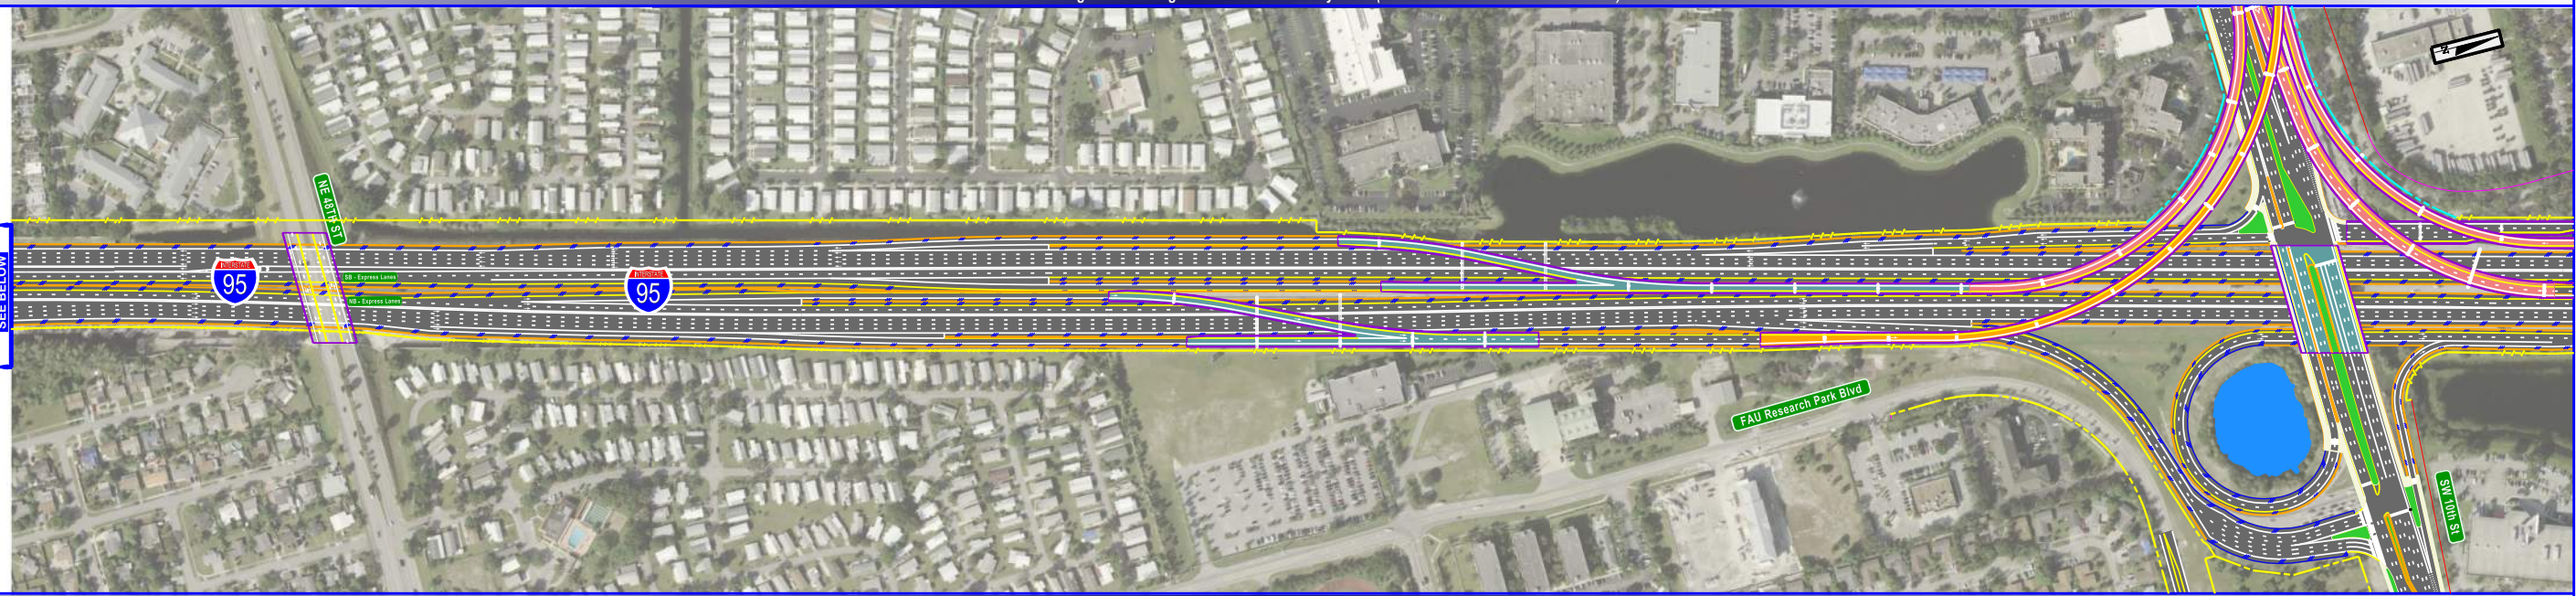 SEE BELOW
NE 48TH ST
INTERSTATE
95
SB - Express Lanes
NB - Express Lanes
INTERSTATE
95
FAU Research Park Blvd
SW 10th St
N